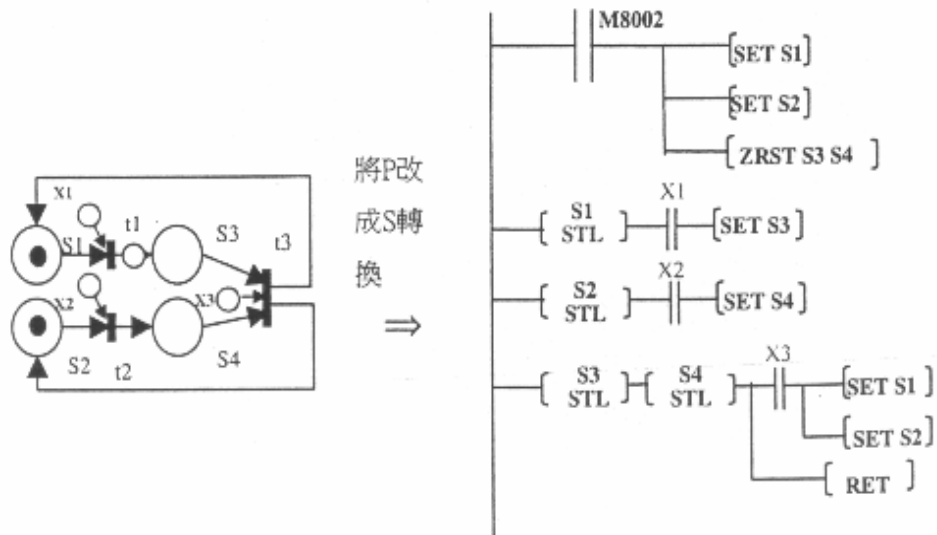 X1
S1
t1
S3
t3
X2
X3
S2
t2
S4
將P改
成S轉
換
⇒
M8002
SET S1
SET S2
ZRST S3 S4
S1
STL
X1
SET S3
S2
STL
X2
SET S4
S3
STL
S4
STL
X3
SET S1
SET S2
RET